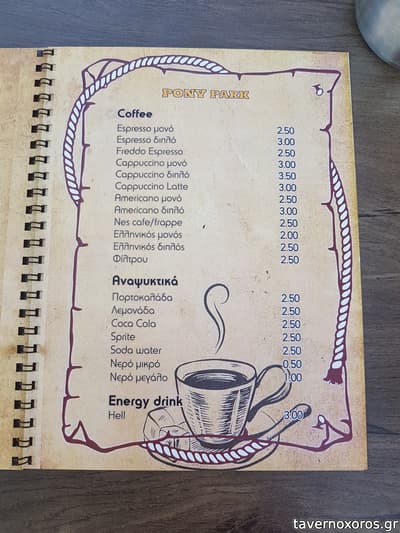 PONY PARK
Coffee
Espresso μονό 2.50
Espresso διπλό 3.00
Freddo Espresso 2.50
Cappuccino μονό 3.00
Cappuccino διπλό 3.50
Cappuccino Latte 3.00
Americano μονό 2.50
Americano διπλό 3.00
Nes cafe/frappe 2.50
Ελληνικός μονός 2.00
Ελληνικός διπλός 2.50
Φίλτρου 2.50
Αναψυκτικά
Πορτοκαλάδα 2.50
Λεμονάδα 2.50
Coca Cola 2.50
Sprite 2.50
Soda water 2.50
Νερό μικρό 0.50
Νερό μεγάλο 1.00
Energy drink
Hell 3.00
tavernoxoros.gr